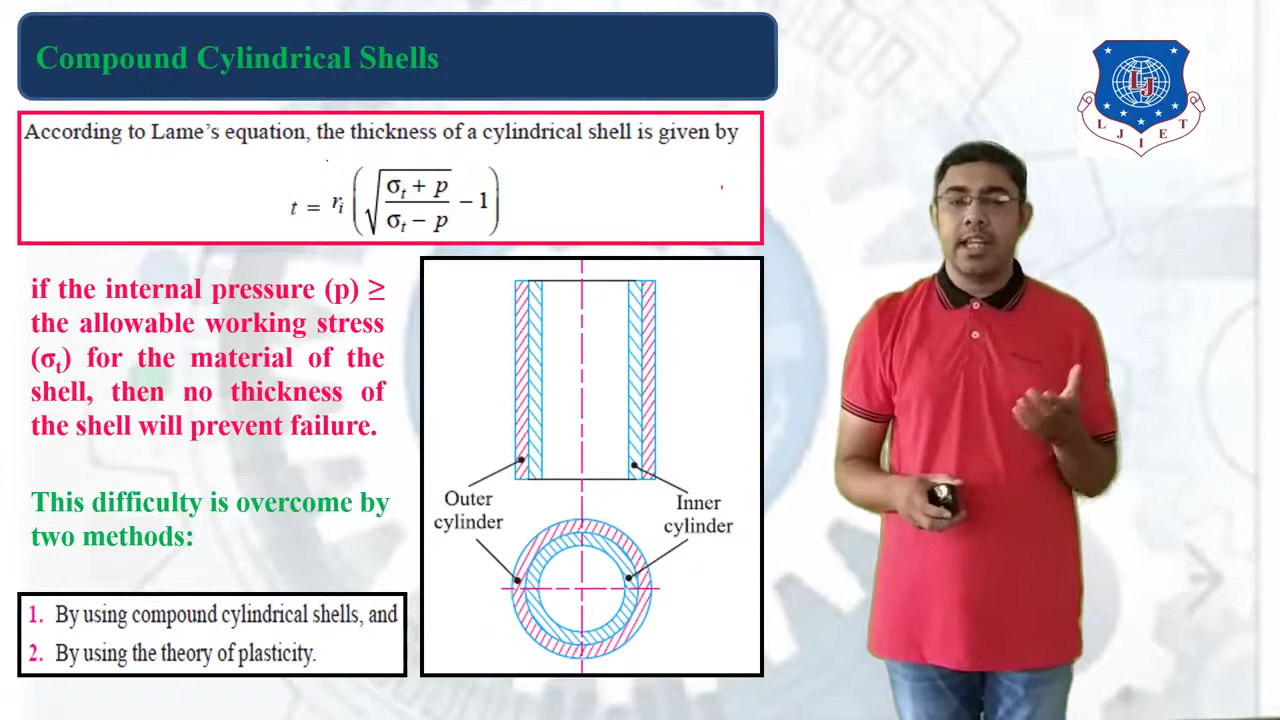 Compound Cylindrical Shells
According to Lame's equation, the thickness of a cylindrical shell is given by
t = rᵢ ( √((σₜ + p) / (σₜ − p)) − 1 )
if the internal pressure (p) ≥
the allowable working stress
(σₜ) for the material of the
shell, then no thickness of
the shell will prevent failure.
This difficulty is overcome by
two methods:
1. By using compound cylindrical shells, and
2. By using the theory of plasticity.
Outer
cylinder
Inner
cylinder
LJ
L J I E T